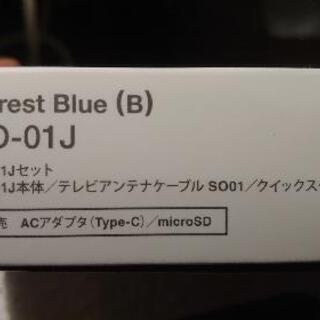 rest Blue (B)
O-01J
1Jセット
01J本体／テレビアンテナケーブル SO01／クイックス
売 ACアダプタ（Type-C）／microSD